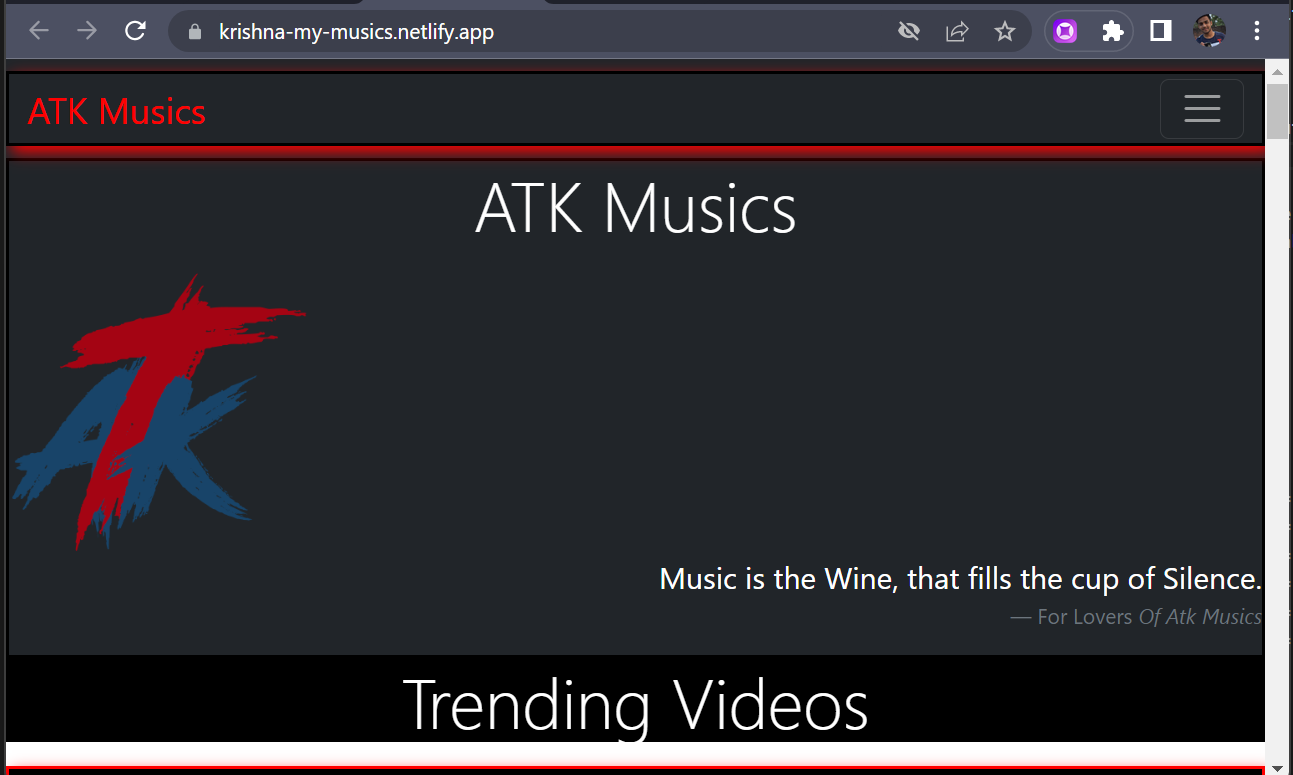 krishna-my-musics.netlify.app
ATK Musics
ATK Musics
ATK
Music is the Wine, that fills the cup of Silence.
— For Lovers Of Atk Musics
Trending Videos